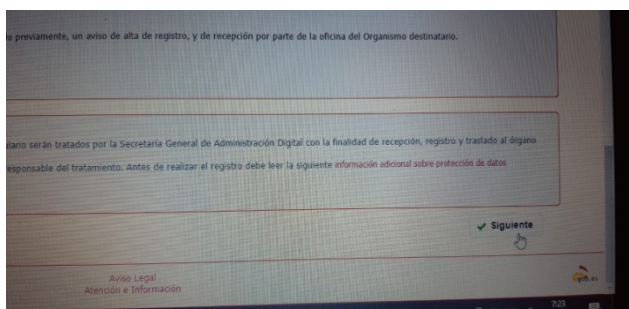 previamente, un aviso de alta de registro, y de recepción por parte de la oficina del Organismo destinatario.
serán tratados por la Secretaría General de Administración Digital con la finalidad de recepción, registro y traslado al órgano
responsable del tratamiento. Antes de realizar el registro debe leer la siguiente información adicional sobre protección de datos
Siguiente
Aviso Legal
Atención e Información
7:23